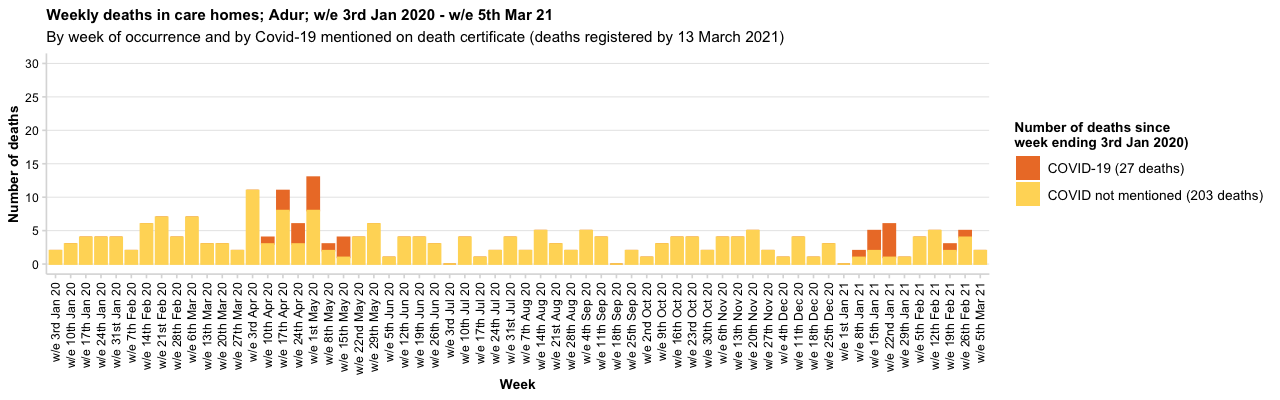 Weekly deaths in care homes; Adur; w/e 3rd Jan 2020 - w/e 5th Mar 21
By week of occurrence and by Covid-19 mentioned on death certificate (deaths registered by 13 March 2021)
Number of deaths
30
25
20
15
10
5
0
w/e 3rd Jan 20
w/e 10th Jan 20
w/e 17th Jan 20
w/e 24th Jan 20
w/e 31st Jan 20
w/e 7th Feb 20
w/e 14th Feb 20
w/e 21st Feb 20
w/e 28th Feb 20
w/e 6th Mar 20
w/e 13th Mar 20
w/e 20th Mar 20
w/e 27th Mar 20
w/e 3rd Apr 20
w/e 10th Apr 20
w/e 17th Apr 20
w/e 24th Apr 20
w/e 1st May 20
w/e 8th May 20
w/e 15th May 20
w/e 22nd May 20
w/e 29th May 20
w/e 5th Jun 20
w/e 12th Jun 20
w/e 19th Jun 20
w/e 26th Jun 20
w/e 3rd Jul 20
w/e 10th Jul 20
w/e 17th Jul 20
w/e 24th Jul 20
w/e 31st Jul 20
w/e 7th Aug 20
w/e 14th Aug 20
w/e 21st Aug 20
w/e 28th Aug 20
w/e 4th Sep 20
w/e 11th Sep 20
w/e 18th Sep 20
w/e 25th Sep 20
w/e 2nd Oct 20
w/e 9th Oct 20
w/e 16th Oct 20
w/e 23rd Oct 20
w/e 30th Oct 20
w/e 6th Nov 20
w/e 13th Nov 20
w/e 20th Nov 20
w/e 27th Nov 20
w/e 4th Dec 20
w/e 11th Dec 20
w/e 18th Dec 20
w/e 25th Dec 20
w/e 1st Jan 21
w/e 8th Jan 21
w/e 15th Jan 21
w/e 22nd Jan 21
w/e 29th Jan 21
w/e 5th Feb 21
w/e 12th Feb 21
w/e 19th Feb 21
w/e 26th Feb 21
w/e 5th Mar 21
Week
Number of deaths since
week ending 3rd Jan 2020)
COVID-19 (27 deaths)
COVID not mentioned (203 deaths)